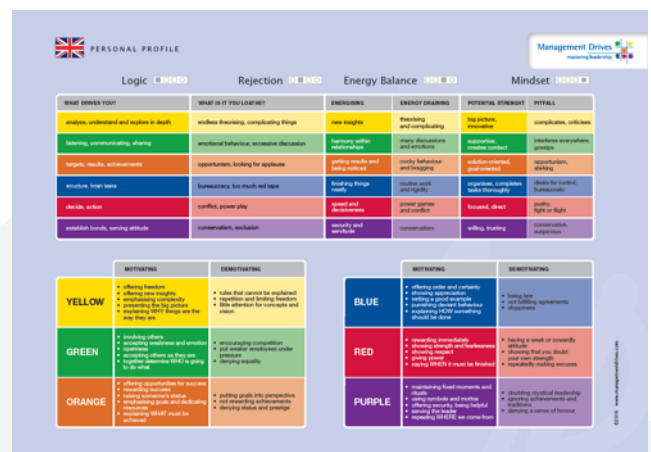 PERSONAL PROFILE
Management Drives
mastering leadership
Logic
Rejection
Energy Balance
Mindset
WHAT DRIVES YOU?
WHAT IS IT YOU LOATHE?
ENERGISING
ENERGY DRAINING
POTENTIAL STRENGHT
PITFALL
analyse, understand and explore in depth
endless theorising, complicating things
new insights
theorising
and complicating
big picture,
innovative
complicates, criticises
listening, communicating, sharing
emotional behaviour, excessive discussion
harmony within
relationships
many discussions
and emotions
supportive,
creates contact
interferes everywhere,
gossips
targets, results, achievements
opportunism, looking for applause
getting results and
being noticed
cocky behaviour
and bragging
solution-oriented,
goal-oriented
opportunism,
shirking
structure, finish tasks
bureaucracy, too much red tape
finishing things
neatly
routine work
and rigidity
organises, completes
tasks thoroughly
desire for control,
bureaucratic
decide, action
conflict, power play
speed and
decisiveness
power games
and conflict
focused, direct
pushy,
fight or flight
establish bonds, serving attitude
conservatism, exclusion
security and
servitude
conservatism
willing, trusting
conservative,
suspicious
MOTIVATING
DEMOTIVATING
YELLOW
• offering freedom
• offering new insights
• emphasising complexity
• presenting the big picture
• explaining WHY things are the
way they are
• rules that cannot be explained
• repetition and limiting freedom
• little attention for concepts and
vision
GREEN
• involving others
• accepting weakness and emotion
• openness
• accepting others as they are
• together determine WHO is going
to do what
• encouraging competition
• put weaker employees under
pressure
• denying equality
ORANGE
• offering opportunities for success
• rewarding success
• raising someone's status
• emphasising goals and dedicating
resources
• explaining WHAT must be
achieved
• putting goals into perspective
• not rewarding achievements
• denying status and prestige
MOTIVATING
DEMOTIVATING
BLUE
• offering order and certainty
• showing appreciation
• setting a good example
• punishing deviant behaviour
• explaining HOW something
should be done
• being late
• not fulfilling agreements
• sloppiness
RED
• rewarding immediately
• showing strength and fearlessness
• showing respect
• giving power
• saying WHEN it must be finished
• having a weak or cowardly
attitude
• showing that you doubt
your own strength
• repeatedly making excuses
PURPLE
• maintaining fixed moments and
rituals
• using symbols and mottos
• offering security, being helpful
• serving the leader
• repeating WHERE we come from
• doubting mystical leadership
• ignoring achievements and
traditions
• denying a sense of honour
www.managementdrives.com